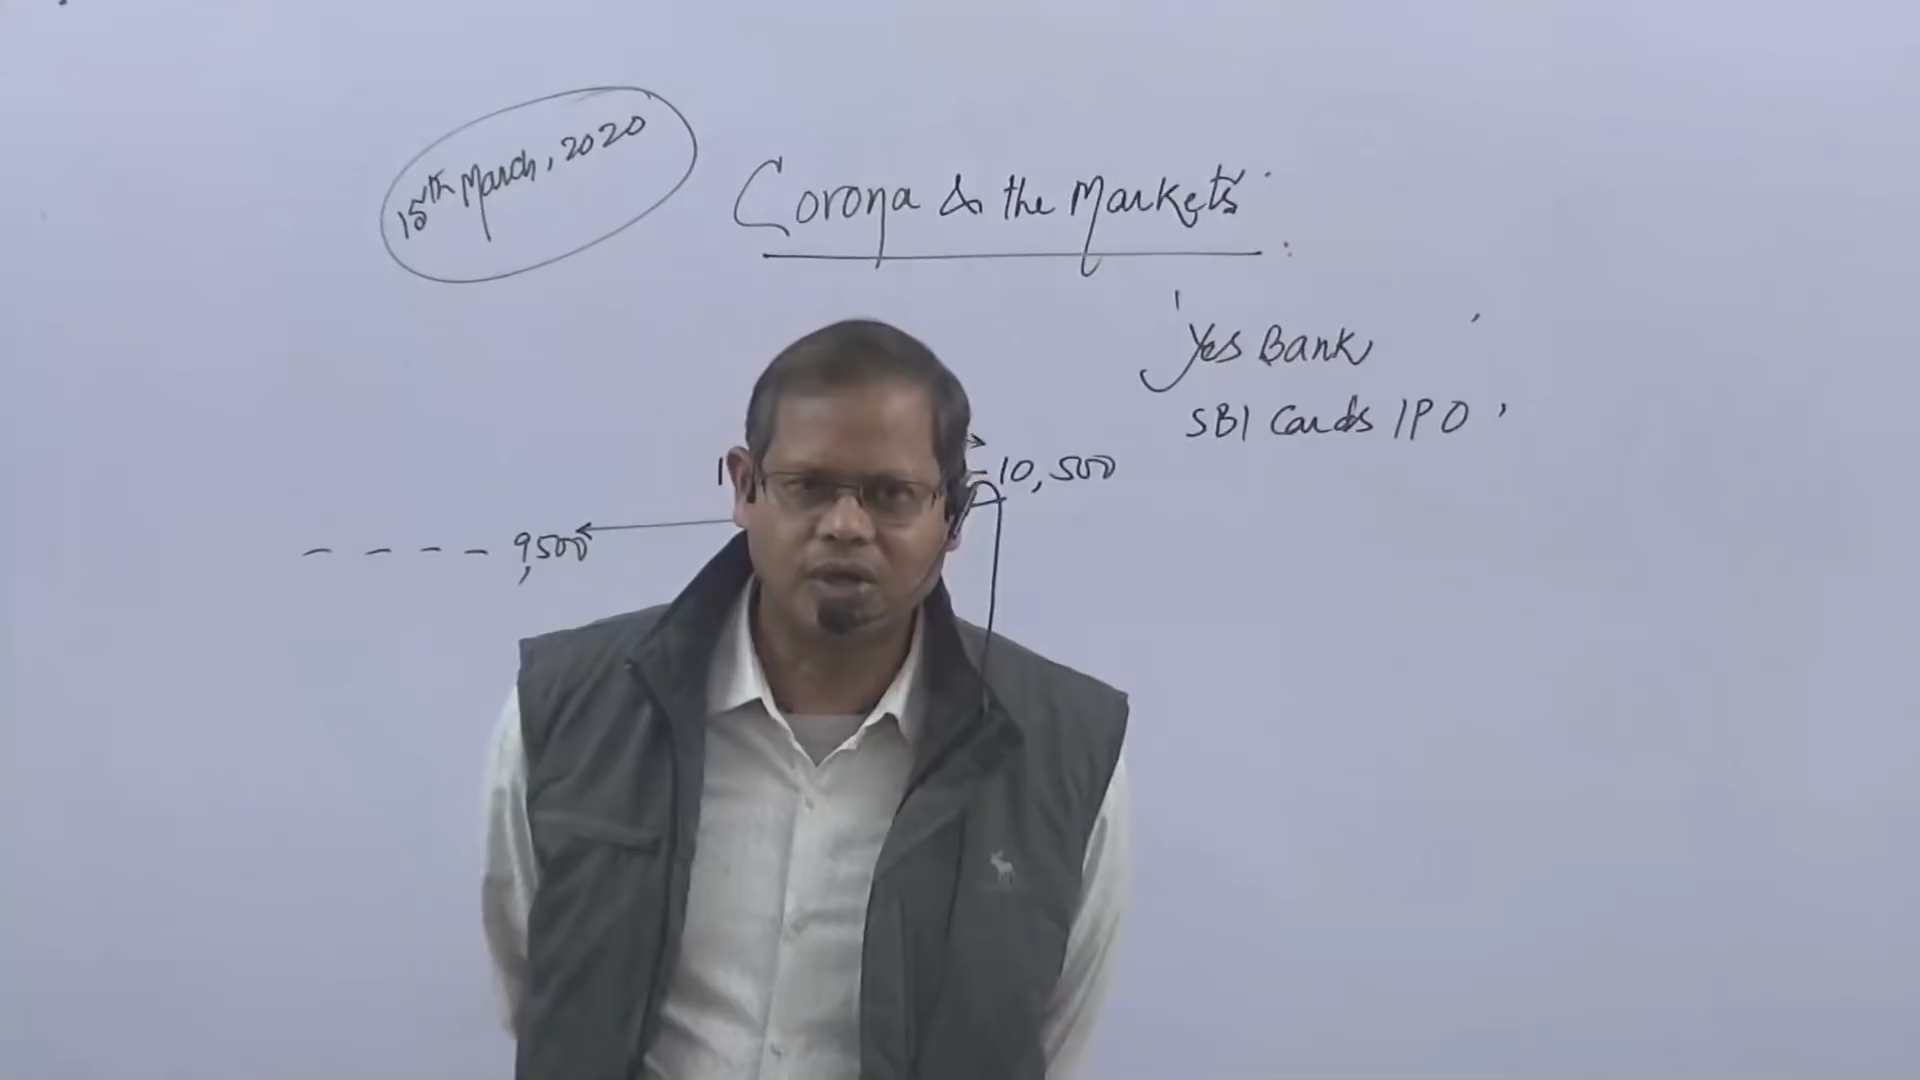 15th March, 2020
Corona & the Markets
Yes Bank
SBI Cards IPO
10,500
9,500